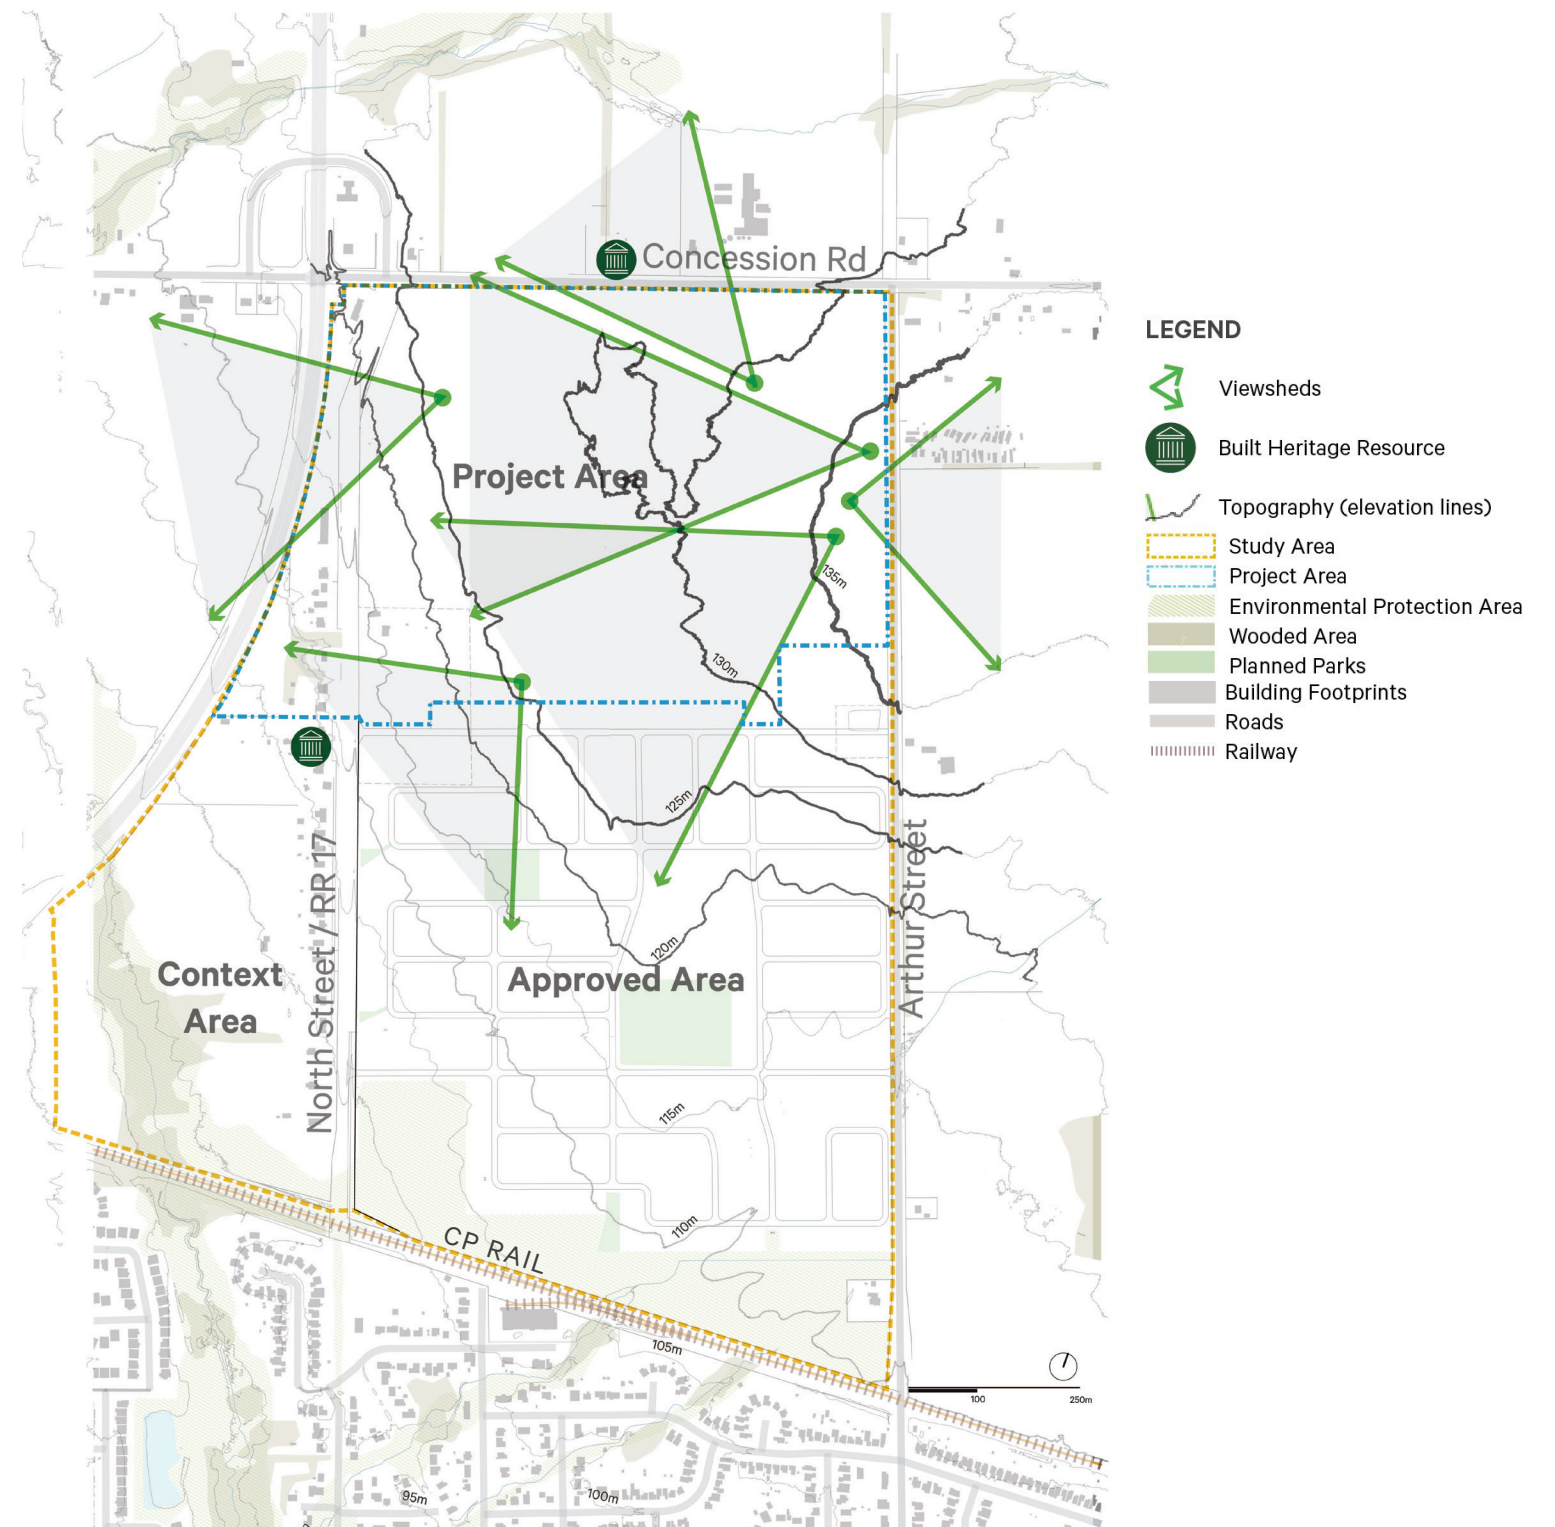 Concession Rd
Project Area
135m
130m
125m
120m
Approved Area
Context
Area
North Street / RR 17
Arthur Street
115m
110m
CP RAIL
105m
100
250m
95m
100m
LEGEND
Viewsheds
Built Heritage Resource
Topography (elevation lines)
Study Area
Project Area
Environmental Protection Area
Wooded Area
Planned Parks
Building Footprints
Roads
Railway